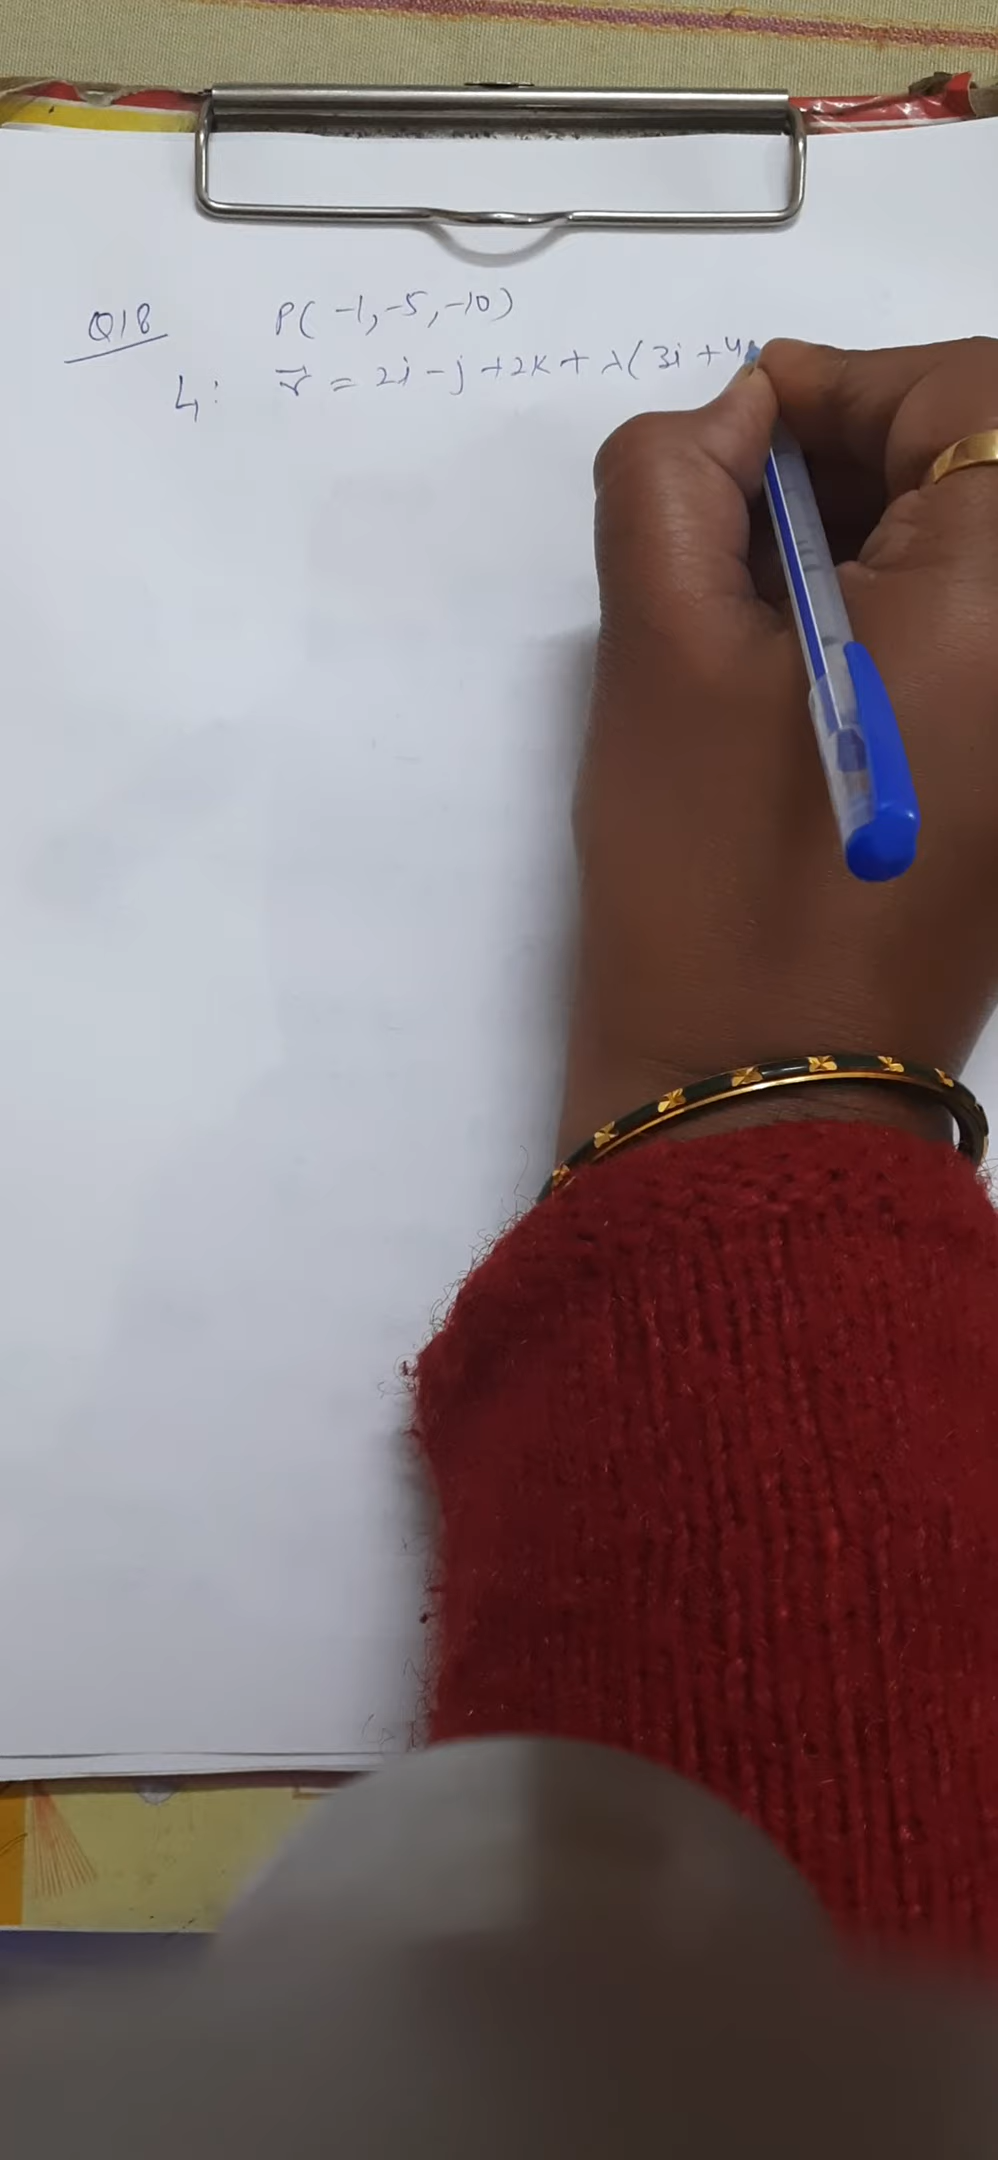 Q18 P(-1,-5,-10)
L: r⃗ = 2i - j + 2k + λ(3i + 4